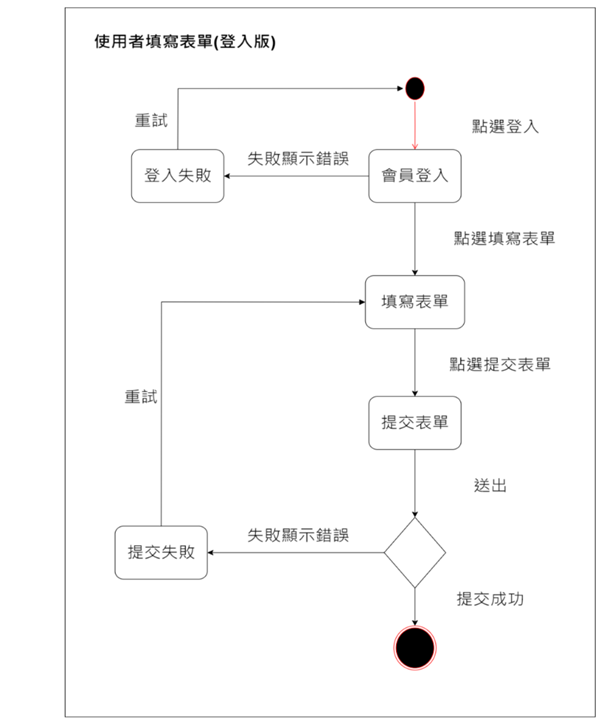 使用者填寫表單(登入版)
重試
點選登入
失敗顯示錯誤
登入失敗
會員登入
點選填寫表單
填寫表單
點選提交表單
重試
提交表單
送出
失敗顯示錯誤
提交失敗
提交成功